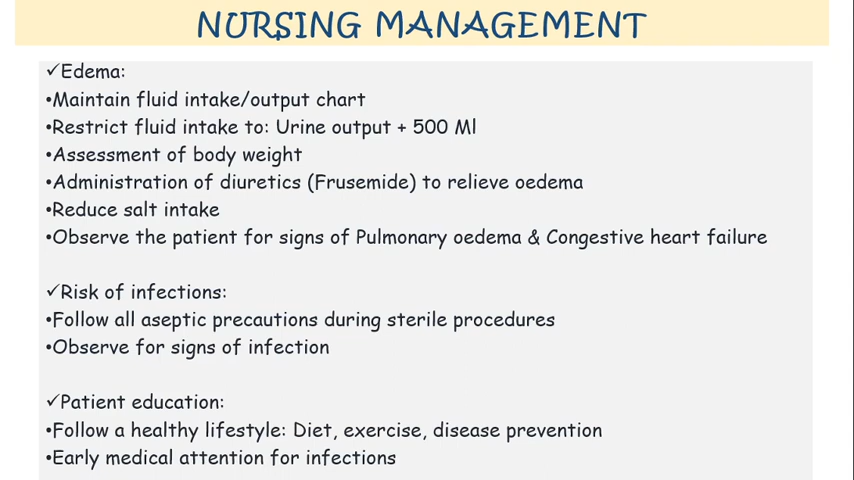 NURSING MANAGEMENT
✓Edema:
•Maintain fluid intake/output chart
•Restrict fluid intake to: Urine output + 500 Ml
•Assessment of body weight
•Administration of diuretics (Frusemide) to relieve oedema
•Reduce salt intake
•Observe the patient for signs of Pulmonary oedema & Congestive heart failure
✓Risk of infections:
•Follow all aseptic precautions during sterile procedures
•Observe for signs of infection
✓Patient education:
•Follow a healthy lifestyle: Diet, exercise, disease prevention
•Early medical attention for infections